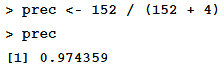 > prec <- 152 / (152 + 4)
> prec
[1] 0.974359